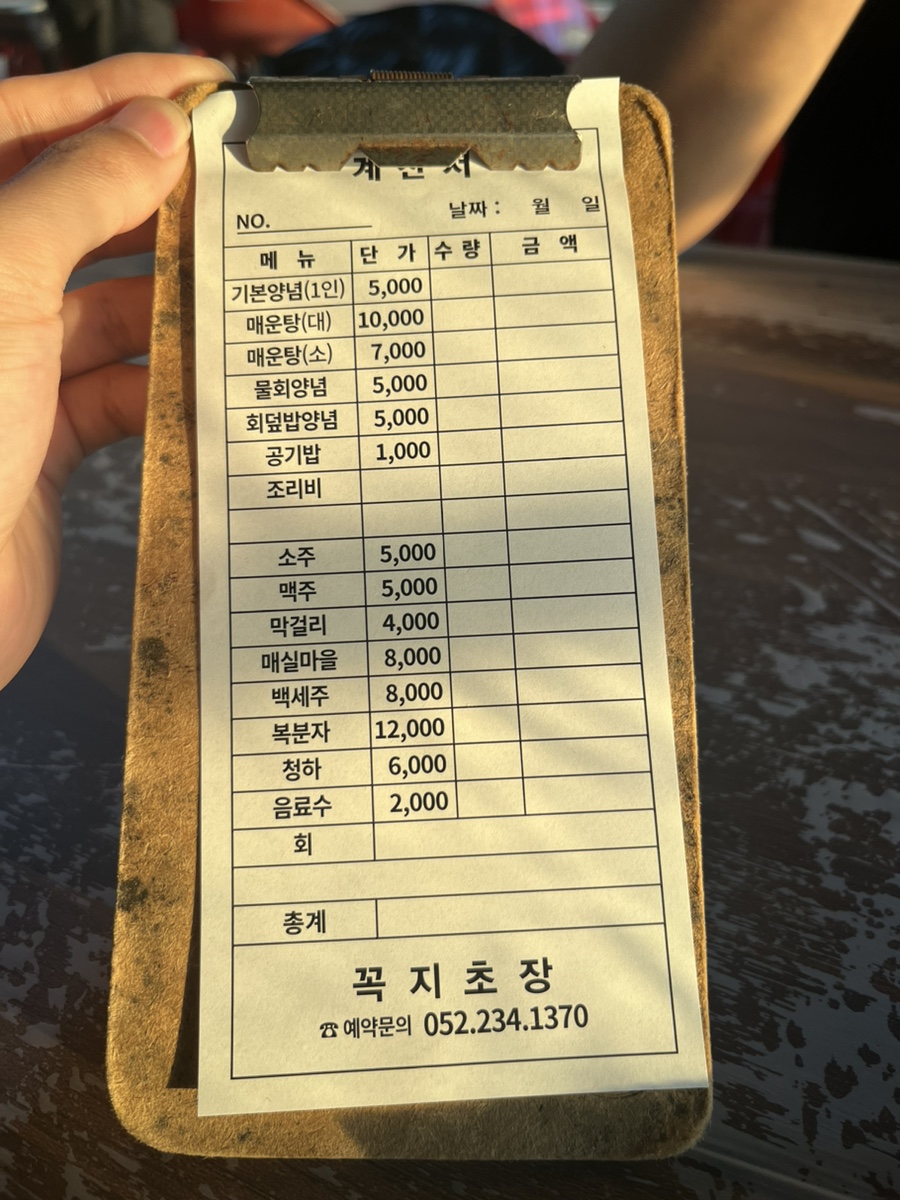 계산서
NO. 날짜 : 월 일
메 뉴 단 가 수 량 금 액
기본양념(1인) 5,000
매운탕(대) 10,000
매운탕(소) 7,000
물회양념 5,000
회덮밥양념 5,000
공기밥 1,000
조리비
소주 5,000
맥주 5,000
막걸리 4,000
매실마을 8,000
백세주 8,000
복분자 12,000
청하 6,000
음료수 2,000
회
총계
꼭 지 초 장
☎ 예약문의 052.234.1370